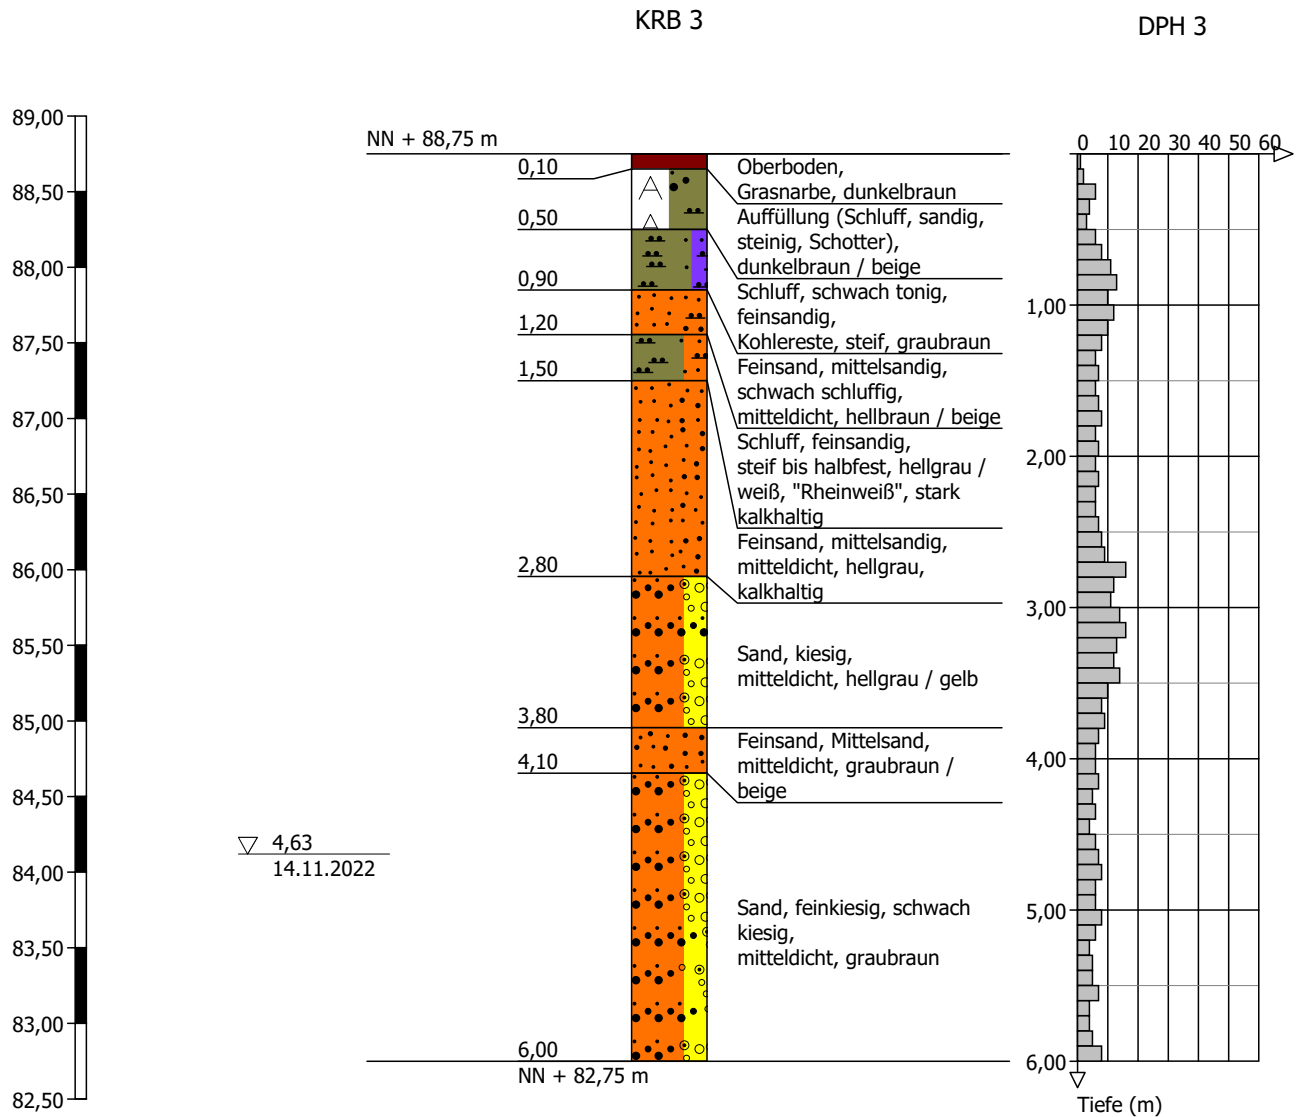 KRB 3
DPH 3
89,00
88,50
88,00
87,50
87,00
86,50
86,00
85,50
85,00
84,50
84,00
83,50
83,00
82,50
4,63
14.11.2022
NN + 88,75 m
0,10
0,50
0,90
1,20
1,50
2,80
3,80
4,10
6,00
NN + 82,75 m
A
A
Oberboden,
Grasnarbe, dunkelbraun
Auffüllung (Schluff, sandig,
steinig, Schotter),
dunkelbraun / beige
Schluff, schwach tonig,
feinsandig,
Kohlereste, steif, graubraun
Feinsand, mittelsandig,
schwach schluffig,
mitteldicht, hellbraun / beige
Schluff, feinsandig,
steif bis halbfest, hellgrau /
weiß, "Rheinweiß", stark
kalkhaltig
Feinsand, mittelsandig,
mitteldicht, hellgrau,
kalkhaltig
Sand, kiesig,
mitteldicht, hellgrau / gelb
Feinsand, Mittelsand,
mitteldicht, graubraun /
beige
Sand, feinkiesig, schwach
kiesig,
mitteldicht, graubraun
0 10 20 30 40 50 60
1,00
2,00
3,00
4,00
5,00
6,00
Tiefe (m)